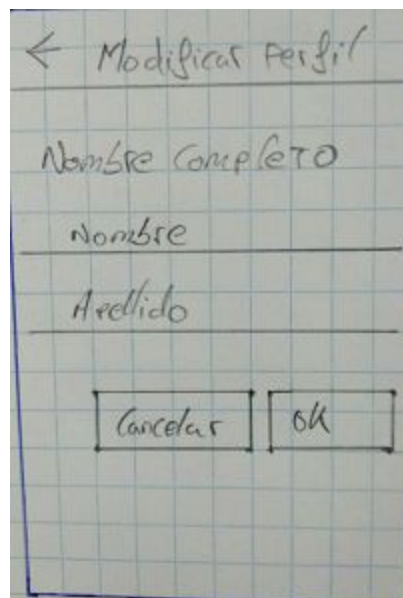 ← Modificar Perfil
Nombre Completo
Nombre
Apellido
Cancelar OK